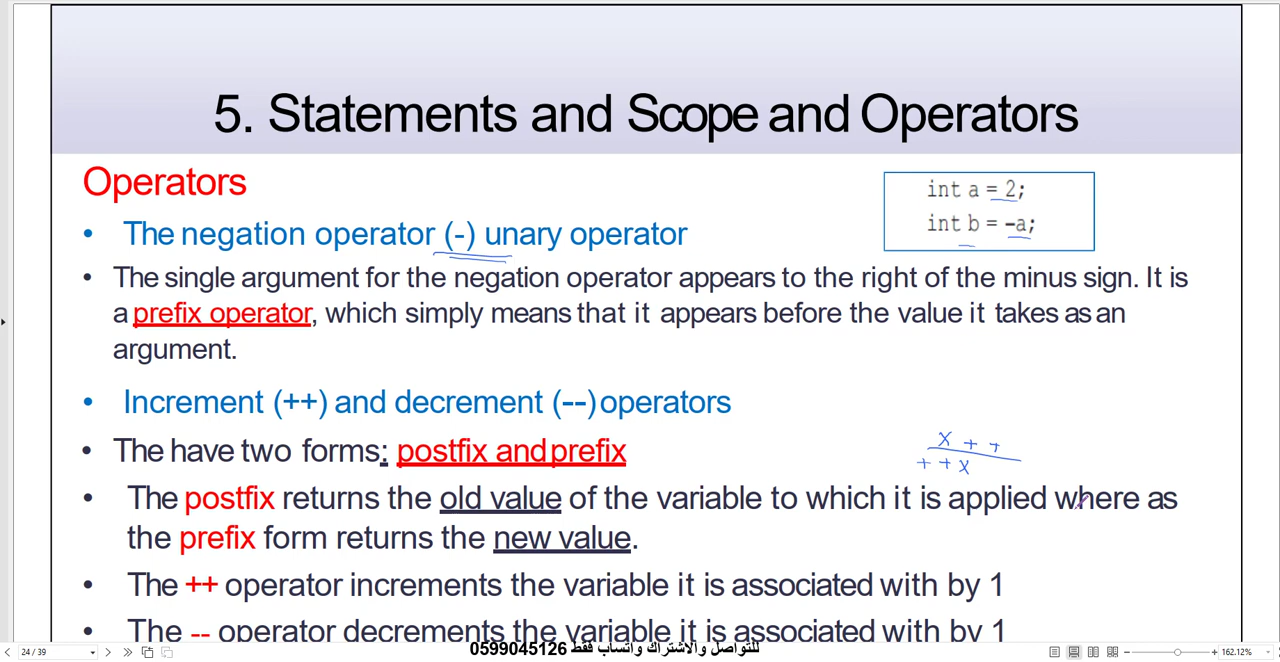 5. Statements and Scope and Operators
Operators
int a = 2;
int b = -a;
• The negation operator (-) unary operator
• The single argument for the negation operator appears to the right of the minus sign. It is
a prefix operator, which simply means that it appears before the value it takes as an
argument.
• Increment (++) and decrement (--) operators
• The have two forms: postfix and prefix
x + +
+ + x
• The postfix returns the old value of the variable to which it is applied where as
the prefix form returns the new value.
• The ++ operator increments the variable it is associated with by 1
• The -- operator decrements the variable it is associated with by 1
للتواصل والاشتراك واتساب فقط 0599045126
24 / 39
162.12%